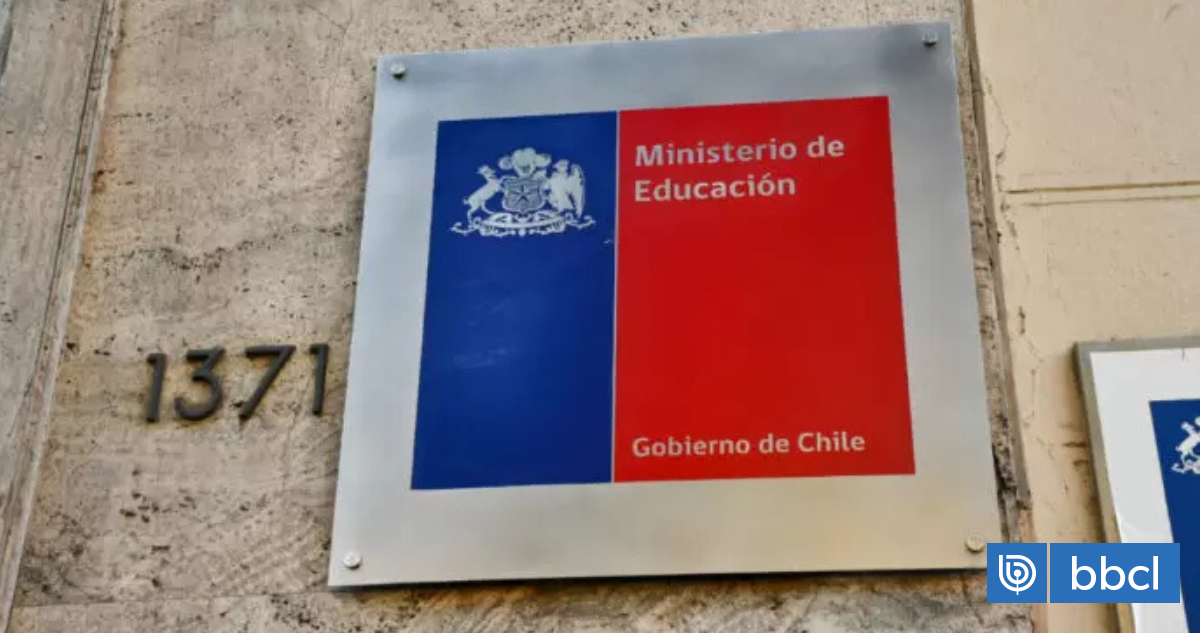 Ministerio de
Educación
1371
Gobierno de Chile
bbcl